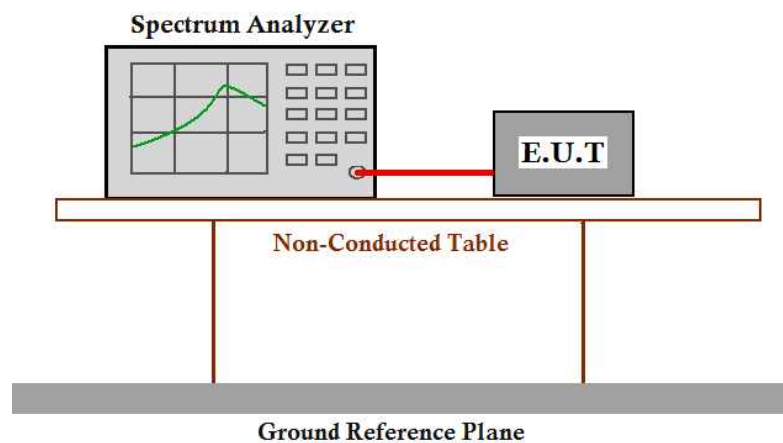 Spectrum Analyzer
E.U.T
Non-Conducted Table
Ground Reference Plane